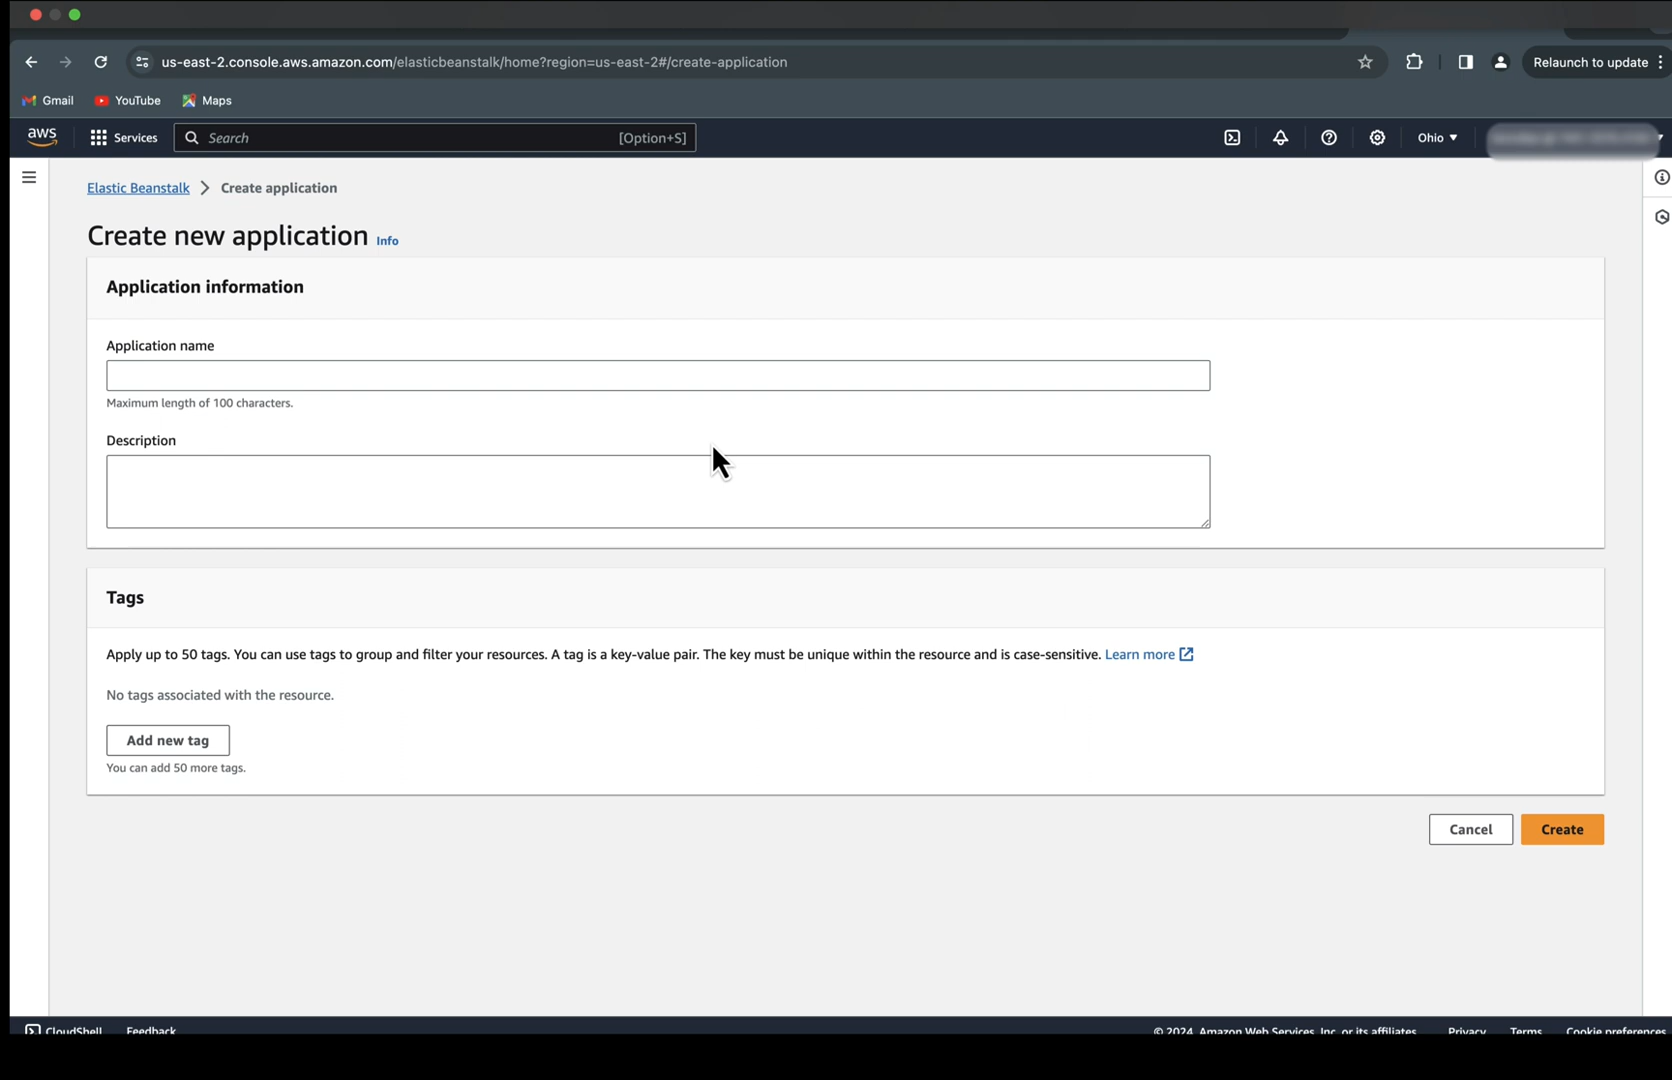 us-east-2.console.aws.amazon.com/elasticbeanstalk/home?region=us-east-2#/create-application
Relaunch to update
Gmail YouTube Maps
aws Services Search [Option+S] Ohio
Elastic Beanstalk Create application
Create new application Info
Application information
Application name
Maximum length of 100 characters.
Description
Tags
Apply up to 50 tags. You can use tags to group and filter your resources. A tag is a key-value pair. The key must be unique within the resource and is case-sensitive. Learn more
No tags associated with the resource.
Add new tag
You can add 50 more tags.
Cancel Create
CloudShell Feedback © 2024, Amazon Web Services, Inc. or its affiliates. Privacy Terms Cookie preferences